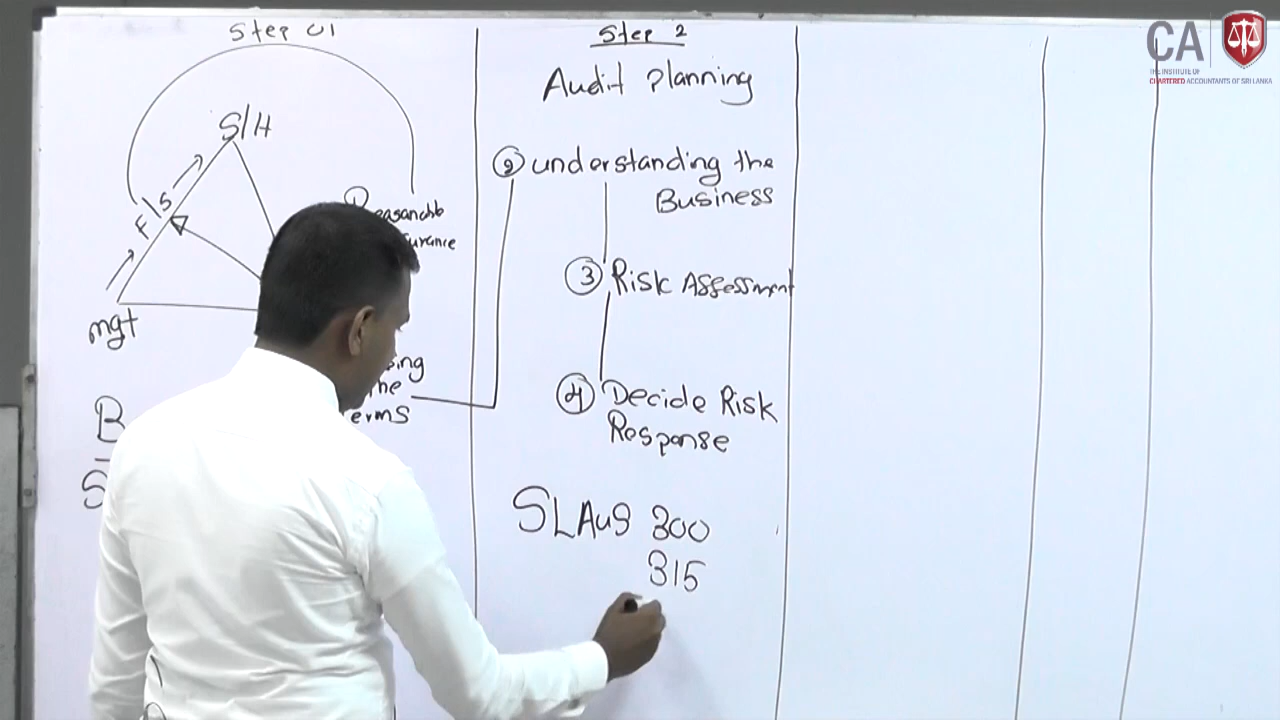 Step 01
S/H
F/S
mgt
B
S
Step 2
Audit planning
② understanding the
Business
③ Risk Assessment
④ Decide Risk
Response
SLAUS 300
315
CA
THE INSTITUTE OF
CHARTERED ACCOUNTANTS OF SRI LANKA